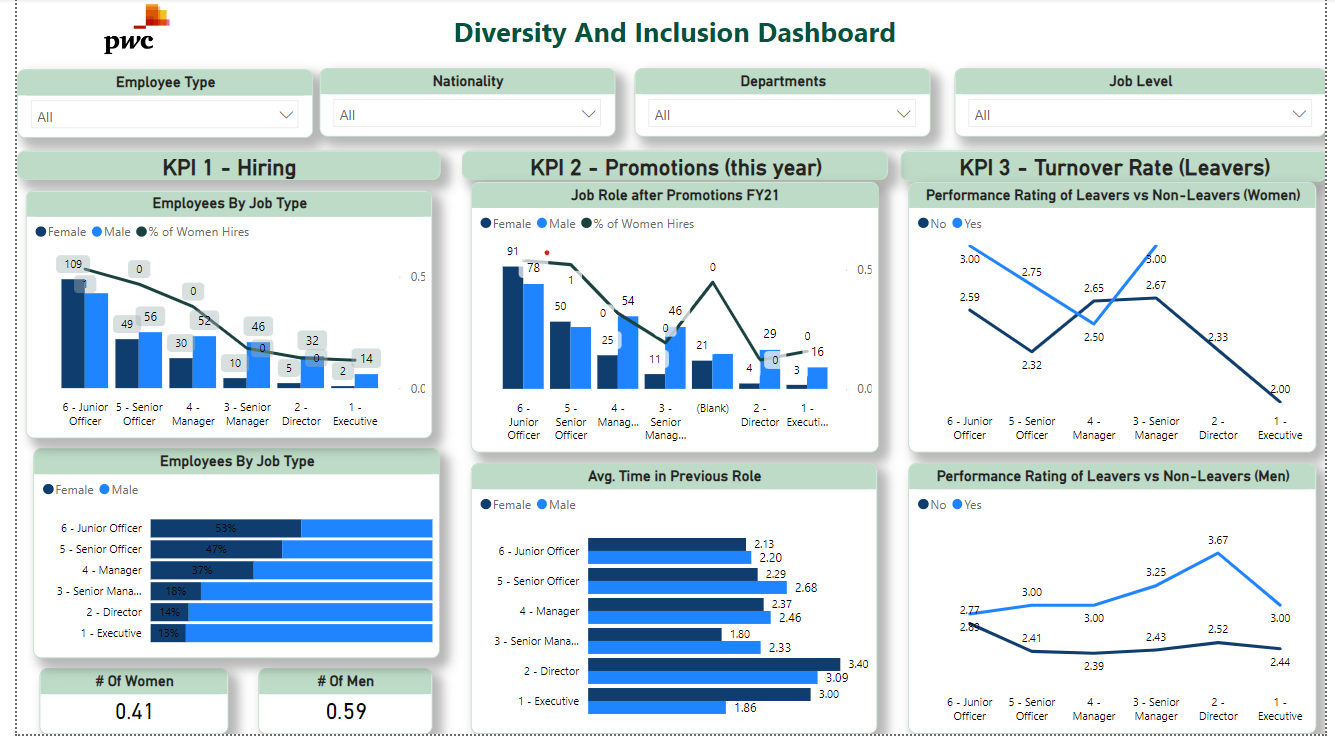 pwc
Diversity And Inclusion Dashboard
Employee Type
All
Nationality
All
Departments
All
Job Level
All
KPI 1 - Hiring
Employees By Job Type
Female Male % of Women Hires
109
1
0
49
56
0
30
52
46
10
0
32
5
0
2
14
0.5
0.0
6 - Junior Officer
5 - Senior Officer
4 - Manager
3 - Senior Manager
2 - Director
1 - Executive
Employees By Job Type
Female Male
6 - Junior Officer 53%
5 - Senior Officer 47%
4 - Manager 37%
3 - Senior Mana... 18%
2 - Director 14%
1 - Executive 13%
# Of Women
0.41
# Of Men
0.59
KPI 2 - Promotions (this year)
Job Role after Promotions FY21
Female Male % of Women Hires
91
78
1
50
0
54
25
46
0
11
0
21
29
4
0
0
16
3
0.5
0.0
6 - Junior Officer
5 - Senior Officer
4 - Manag...
3 - Senior Manag...
(Blank)
2 - Director
1 - Executi...
Avg. Time in Previous Role
Female Male
6 - Junior Officer 2.13 2.20
5 - Senior Officer 2.29 2.68
4 - Manager 2.37 2.46
3 - Senior Mana... 1.80 2.33
2 - Director 3.40 3.09
1 - Executive 3.00 1.86
KPI 3 - Turnover Rate (Leavers)
Performance Rating of Leavers vs Non-Leavers (Women)
No Yes
3.00
2.75
2.59
2.32
2.65
2.50
3.00
2.67
2.33
2.00
6 - Junior Officer
5 - Senior Officer
4 - Manager
3 - Senior Manager
2 - Director
1 - Executive
Performance Rating of Leavers vs Non-Leavers (Men)
No Yes
2.77
2.89
3.00
2.41
3.00
2.39
3.25
2.43
3.67
2.52
3.00
2.44
6 - Junior Officer
5 - Senior Officer
4 - Manager
3 - Senior Manager
2 - Director
1 - Executive